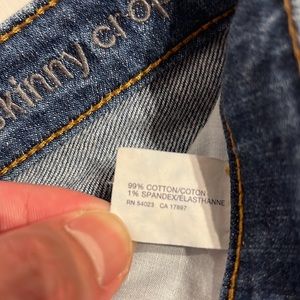 skinny crop
99% COTTON/COTON
1% SPANDEX/ELASTHANNE
RN 54023 CA 17897